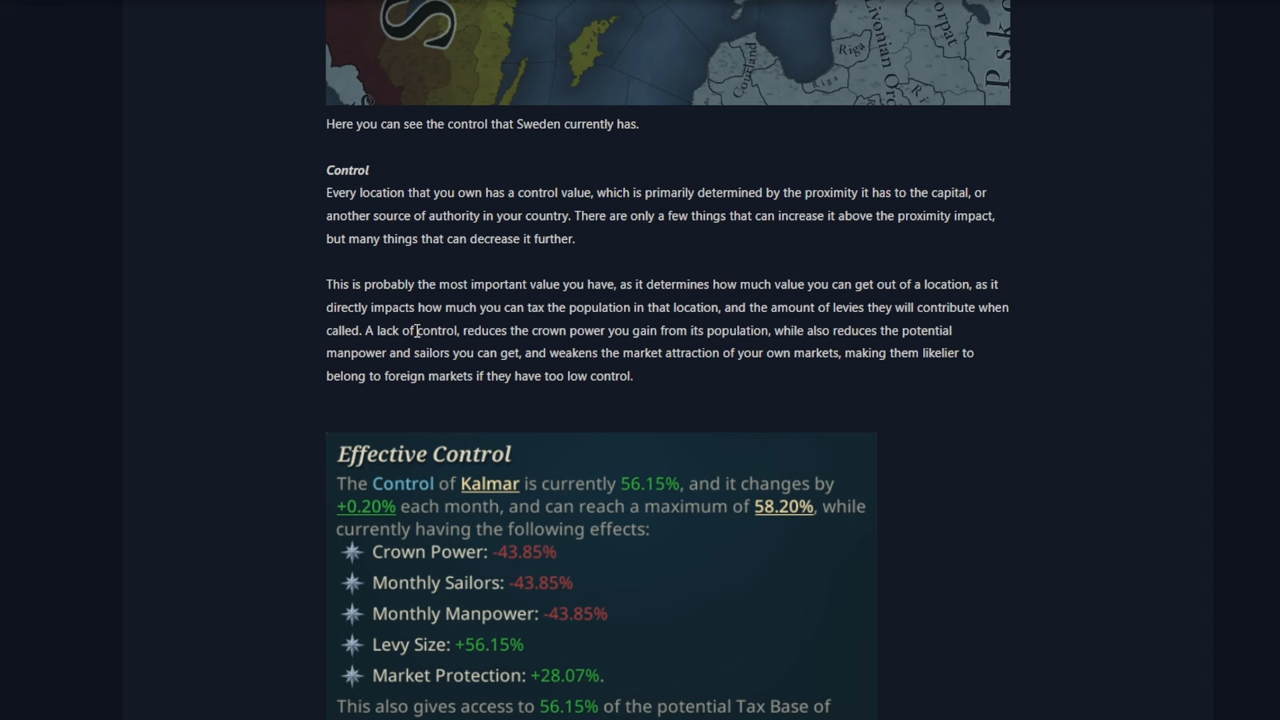 S
Courland
Riga
Riga
Livonian Or
orpat
Ri
Psk
Here you can see the control that Sweden currently has.
Control
Every location that you own has a control value, which is primarily determined by the proximity it has to the capital, or
another source of authority in your country. There are only a few things that can increase it above the proximity impact,
but many things that can decrease it further.
This is probably the most important value you have, as it determines how much value you can get out of a location, as it
directly impacts how much you can tax the population in that location, and the amount of levies they will contribute when
called. A lack of control, reduces the crown power you gain from its population, while also reduces the potential
manpower and sailors you can get, and weakens the market attraction of your own markets, making them likelier to
belong to foreign markets if they have too low control.
Effective Control
The Control of Kalmar is currently 56.15%, and it changes by
+0.20% each month, and can reach a maximum of 58.20%, while
currently having the following effects:
Crown Power: -43.85%
Monthly Sailors: -43.85%
Monthly Manpower: -43.85%
Levy Size: +56.15%
Market Protection: +28.07%.
This also gives access to 56.15% of the potential Tax Base of